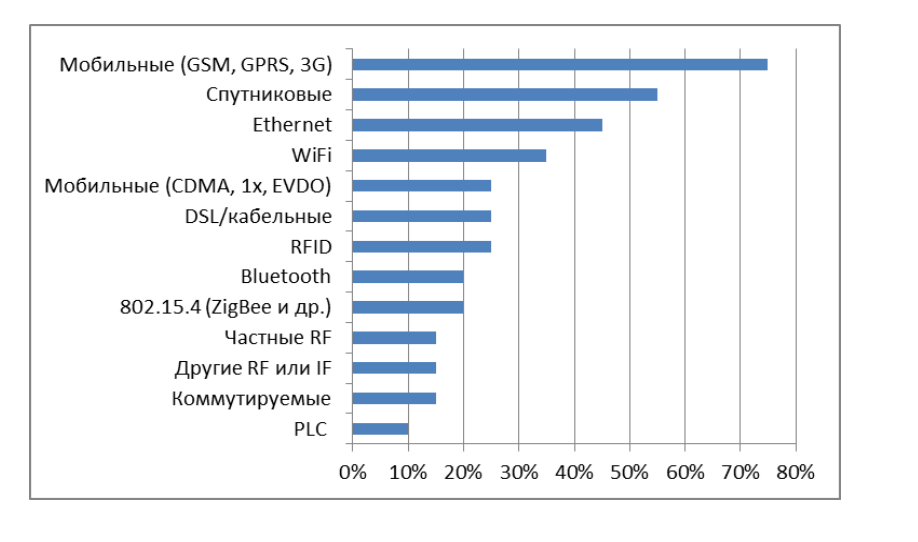 Мобильные (GSM, GPRS, 3G)
Спутниковые
Ethernet
WiFi
Мобильные (CDMA, 1x, EVDO)
DSL/кабельные
RFID
Bluetooth
802.15.4 (ZigBee и др.)
Частные RF
Другие RF или IF
Коммутируемые
PLC
0% 10% 20% 30% 40% 50% 60% 70% 80%